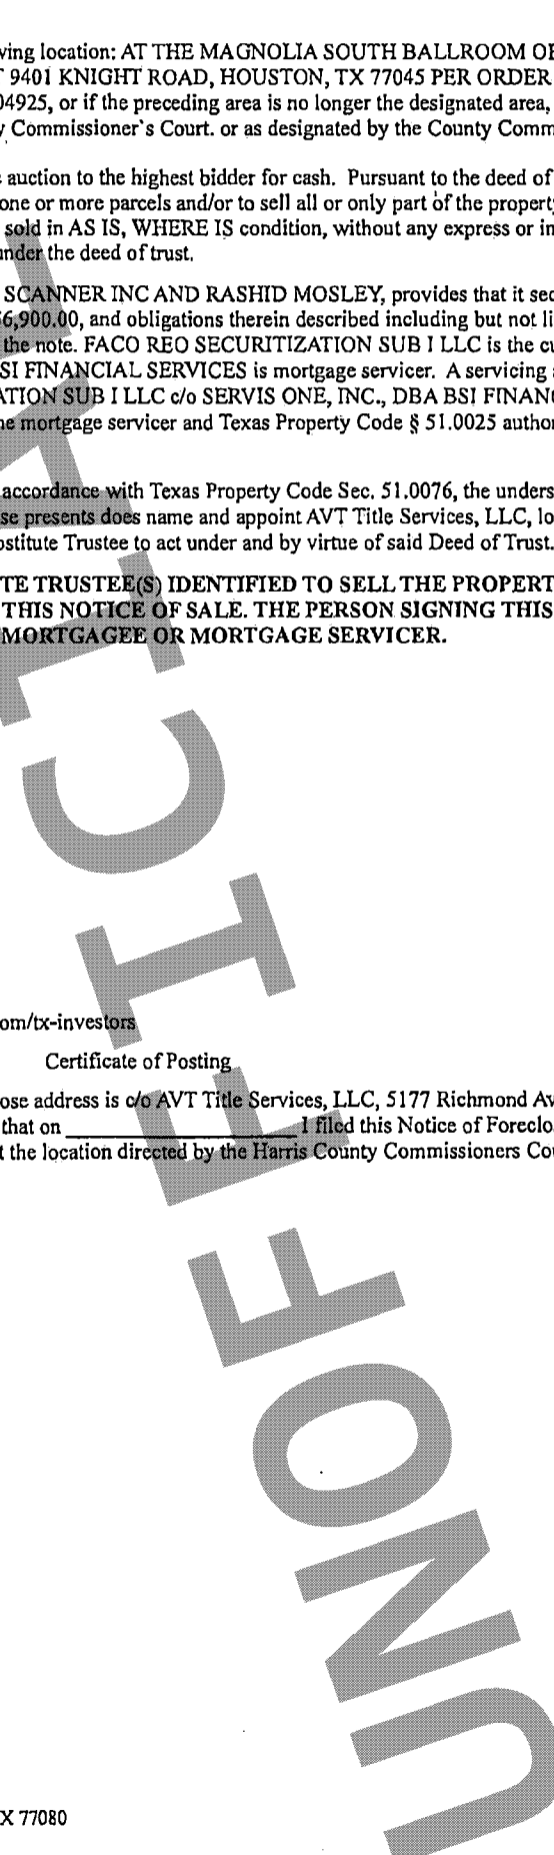 ving location: AT THE MAGNOLIA SOUTH BALLROOM OF
9401 KNIGHT ROAD, HOUSTON, TX 77045 PER ORDER
04925, or if the preceding area is no longer the designated area,
y Commissioner's Court. or as designated by the County Comm
auction to the highest bidder for cash. Pursuant to the deed of
one or more parcels and/or to sell all or only part of the property
sold in AS IS, WHERE IS condition, without any express or im
under the deed of trust.
SCANNER INC AND RASHID MOSLEY, provides that it sec
6,900.00, and obligations therein described including but not li
the note. FACO REO SECURITIZATION SUB I LLC is the cu
SI FINANCIAL SERVICES is mortgage servicer. A servicing
ATION SUB I LLC c/o SERVIS ONE, INC., DBA BSI FINANC
he mortgage servicer and Texas Property Code § 51.0025 author
accordance with Texas Property Code Sec. 51.0076, the unders
se presents does name and appoint AVT Title Services, LLC, lo
bstitute Trustee to act under and by virtue of said Deed of Trust.
TE TRUSTEE(S) IDENTIFIED TO SELL THE PROPERT
THIS NOTICE OF SALE. THE PERSON SIGNING THIS
MORTGAGEE OR MORTGAGE SERVICER.
om/tx-investors
Certificate of Posting
ose address is c/o AVT Title Services, LLC, 5177 Richmond Av
that on ______________________ I filed this Notice of Foreclo
t the location directed by the Harris County Commissioners Cou
X 77080
UNOFFICIAL